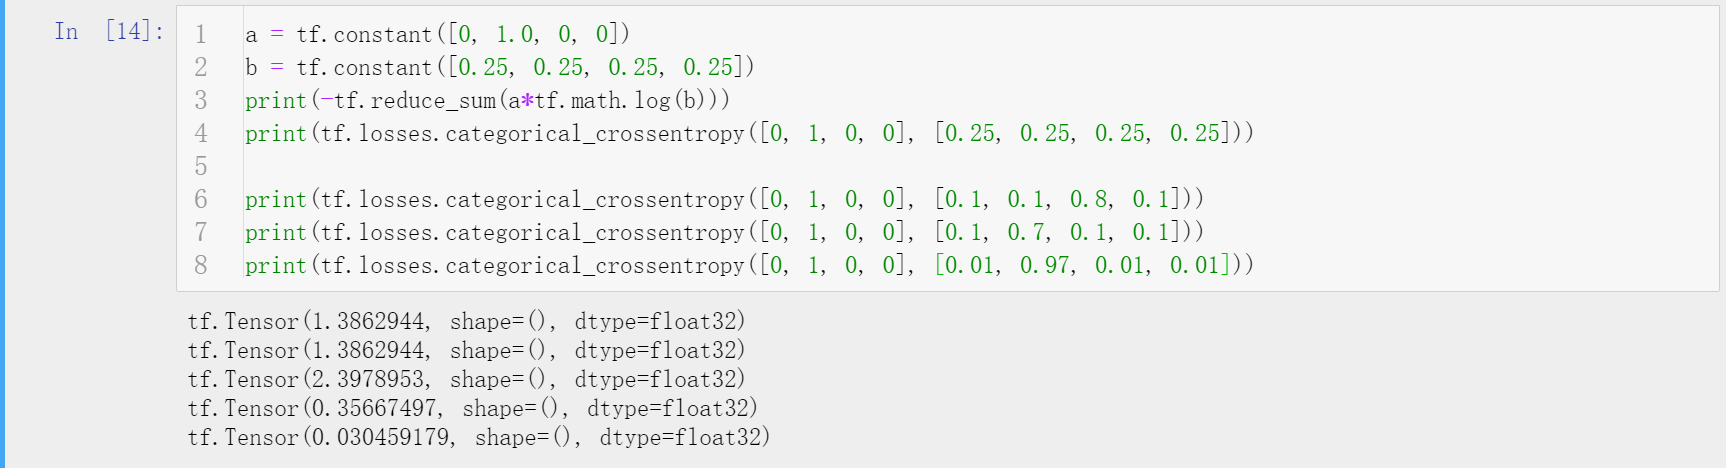 In [14]:
1 a = tf.constant([0, 1.0, 0, 0])
2 b = tf.constant([0.25, 0.25, 0.25, 0.25])
3 print(-tf.reduce_sum(a*tf.math.log(b)))
4 print(tf.losses.categorical_crossentropy([0, 1, 0, 0], [0.25, 0.25, 0.25, 0.25]))
5
6 print(tf.losses.categorical_crossentropy([0, 1, 0, 0], [0.1, 0.1, 0.8, 0.1]))
7 print(tf.losses.categorical_crossentropy([0, 1, 0, 0], [0.1, 0.7, 0.1, 0.1]))
8 print(tf.losses.categorical_crossentropy([0, 1, 0, 0], [0.01, 0.97, 0.01, 0.01]))
tf.Tensor(1.3862944, shape=(), dtype=float32)
tf.Tensor(1.3862944, shape=(), dtype=float32)
tf.Tensor(2.3978953, shape=(), dtype=float32)
tf.Tensor(0.35667497, shape=(), dtype=float32)
tf.Tensor(0.030459179, shape=(), dtype=float32)